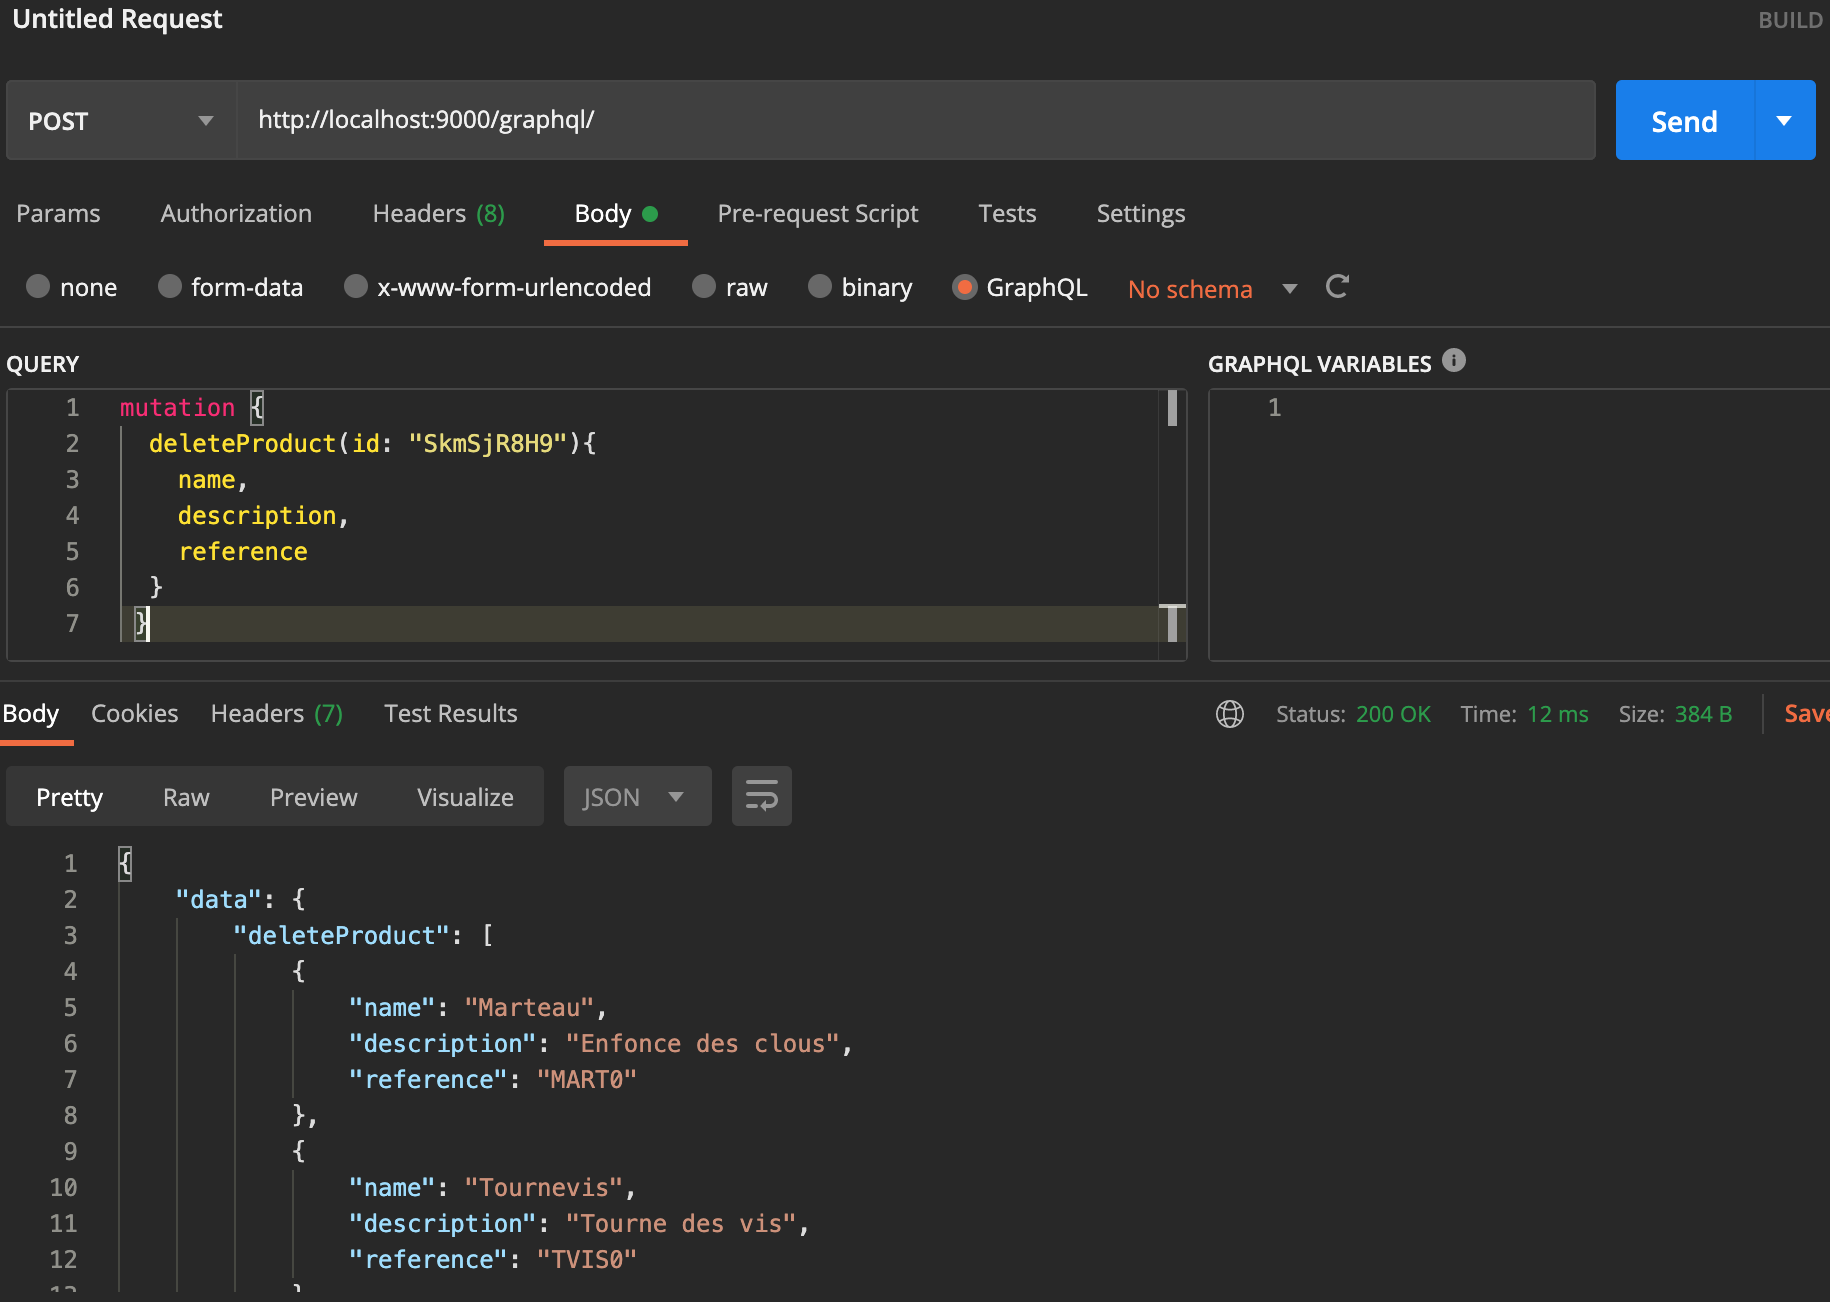 Untitled Request
BUILD
POST
http://localhost:9000/graphql/
Send
Params Authorization Headers (8) Body Pre-request Script Tests Settings
none form-data x-www-form-urlencoded raw binary GraphQL No schema
QUERY
GRAPHQL VARIABLES
1 mutation {
2 deleteProduct(id: "SkmSjR8H9"){
3 name,
4 description,
5 reference
6 }
7 }
1
Body Cookies Headers (7) Test Results
Status: 200 OK Time: 12 ms Size: 384 B Save
Pretty Raw Preview Visualize JSON
1 {
2 "data": {
3 "deleteProduct": [
4 {
5 "name": "Marteau",
6 "description": "Enfonce des clous",
7 "reference": "MART0"
8 },
9 {
10 "name": "Tournevis",
11 "description": "Tourne des vis",
12 "reference": "TVIS0"